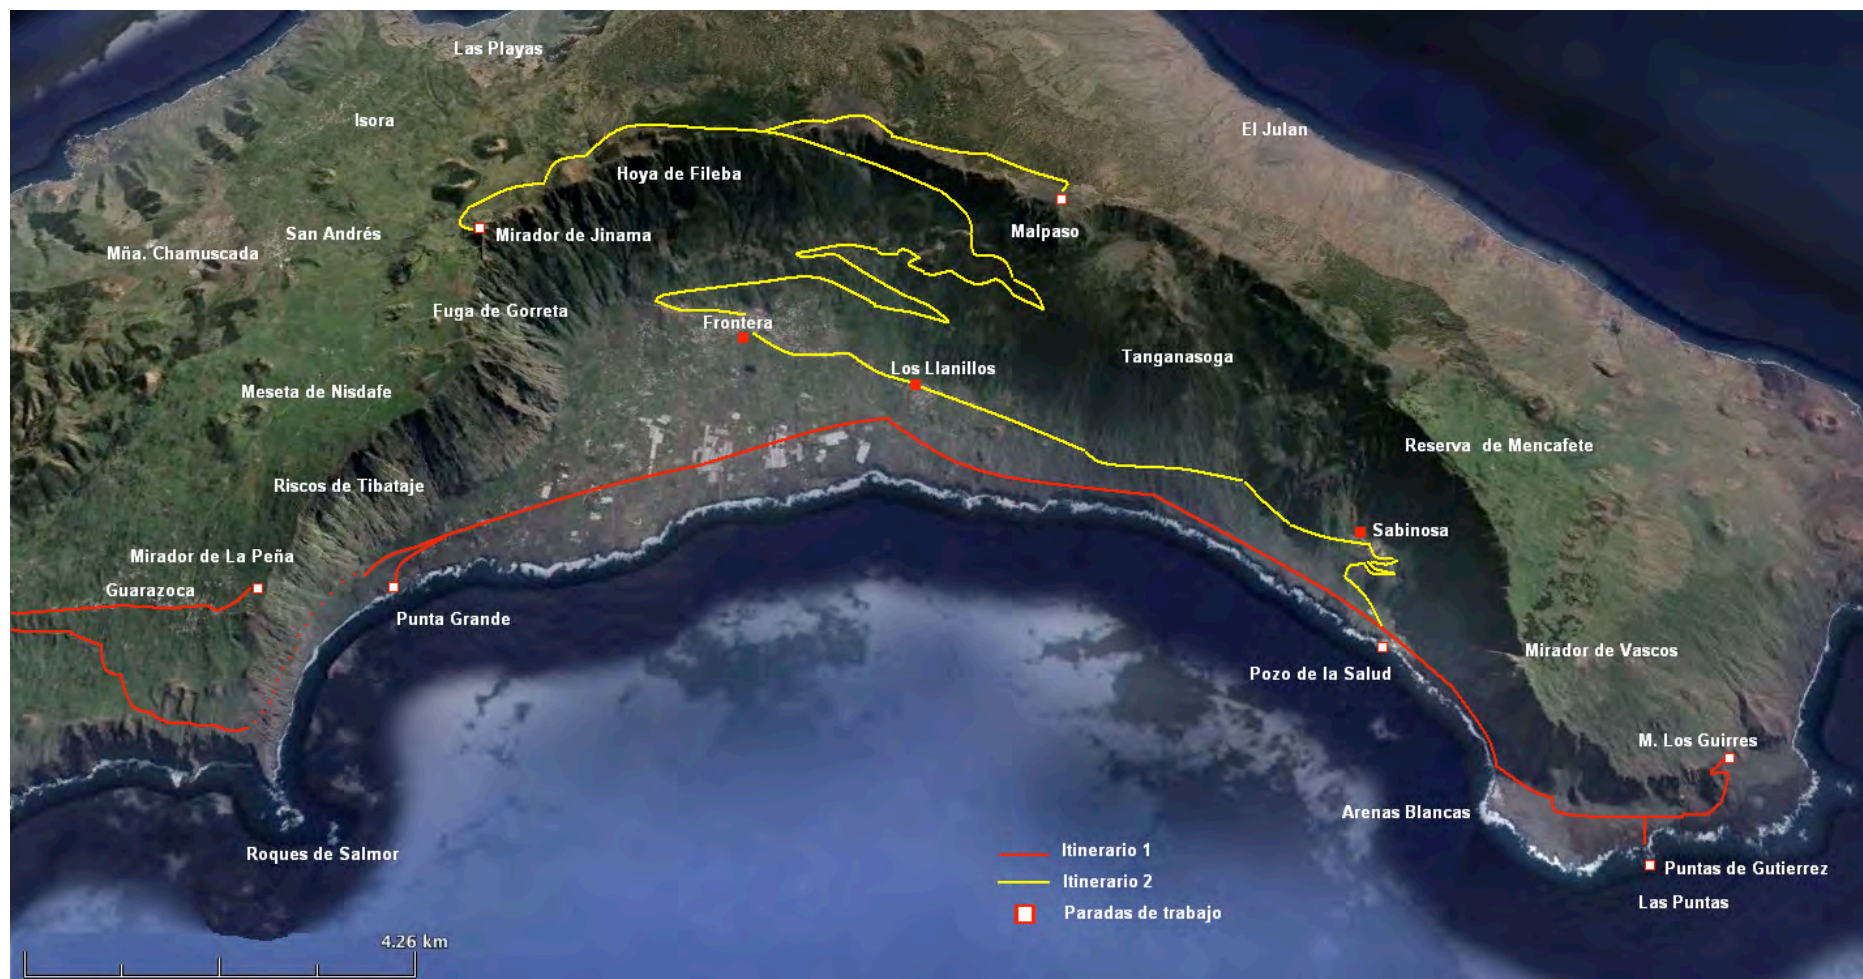 Las Playas
Isora
El Julan
Hoya de Fileba
Malpaso
San Andrés
Mirador de Jinama
Mña. Chamuscada
Fuga de Gorreta
Frontera
Tanganasoga
Los Llanillos
Meseta de Nisdafe
Reserva de Mencafete
Riscos de Tibataje
Sabinosa
Mirador de La Peña
Guarazoca
Punta Grande
Mirador de Vascos
Pozo de la Salud
M. Los Guirres
Arenas Blancas
Roques de Salmor
Itinerario 1
Itinerario 2
Paradas de trabajo
Puntas de Gutierrez
Las Puntas
4.26 km